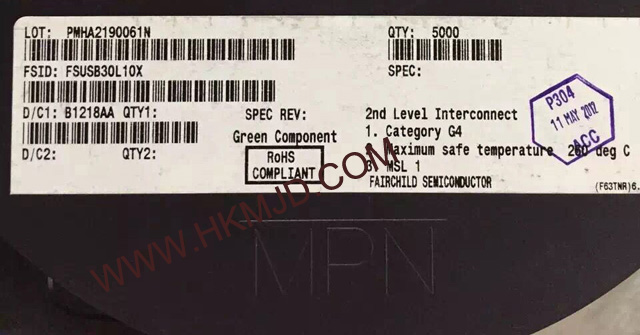 LOT: PMHA2190061N
QTY: 5000
FSID: FSUSB30L10X
SPEC:
D/C1: B1218AA QTY1:
SPEC REV:
D/C2: QTY2:
Green Component
RoHS
COMPLIANT
2nd Level Interconnect
1. Category G4
2. Maximum safe temperature 260 deg C
3. MSL 1
FAIRCHILD SEMICONDUCTOR
P304
11 MAY 2012
ACC
(F63TNR)6.
WWW.HKMJD.COM
MPN